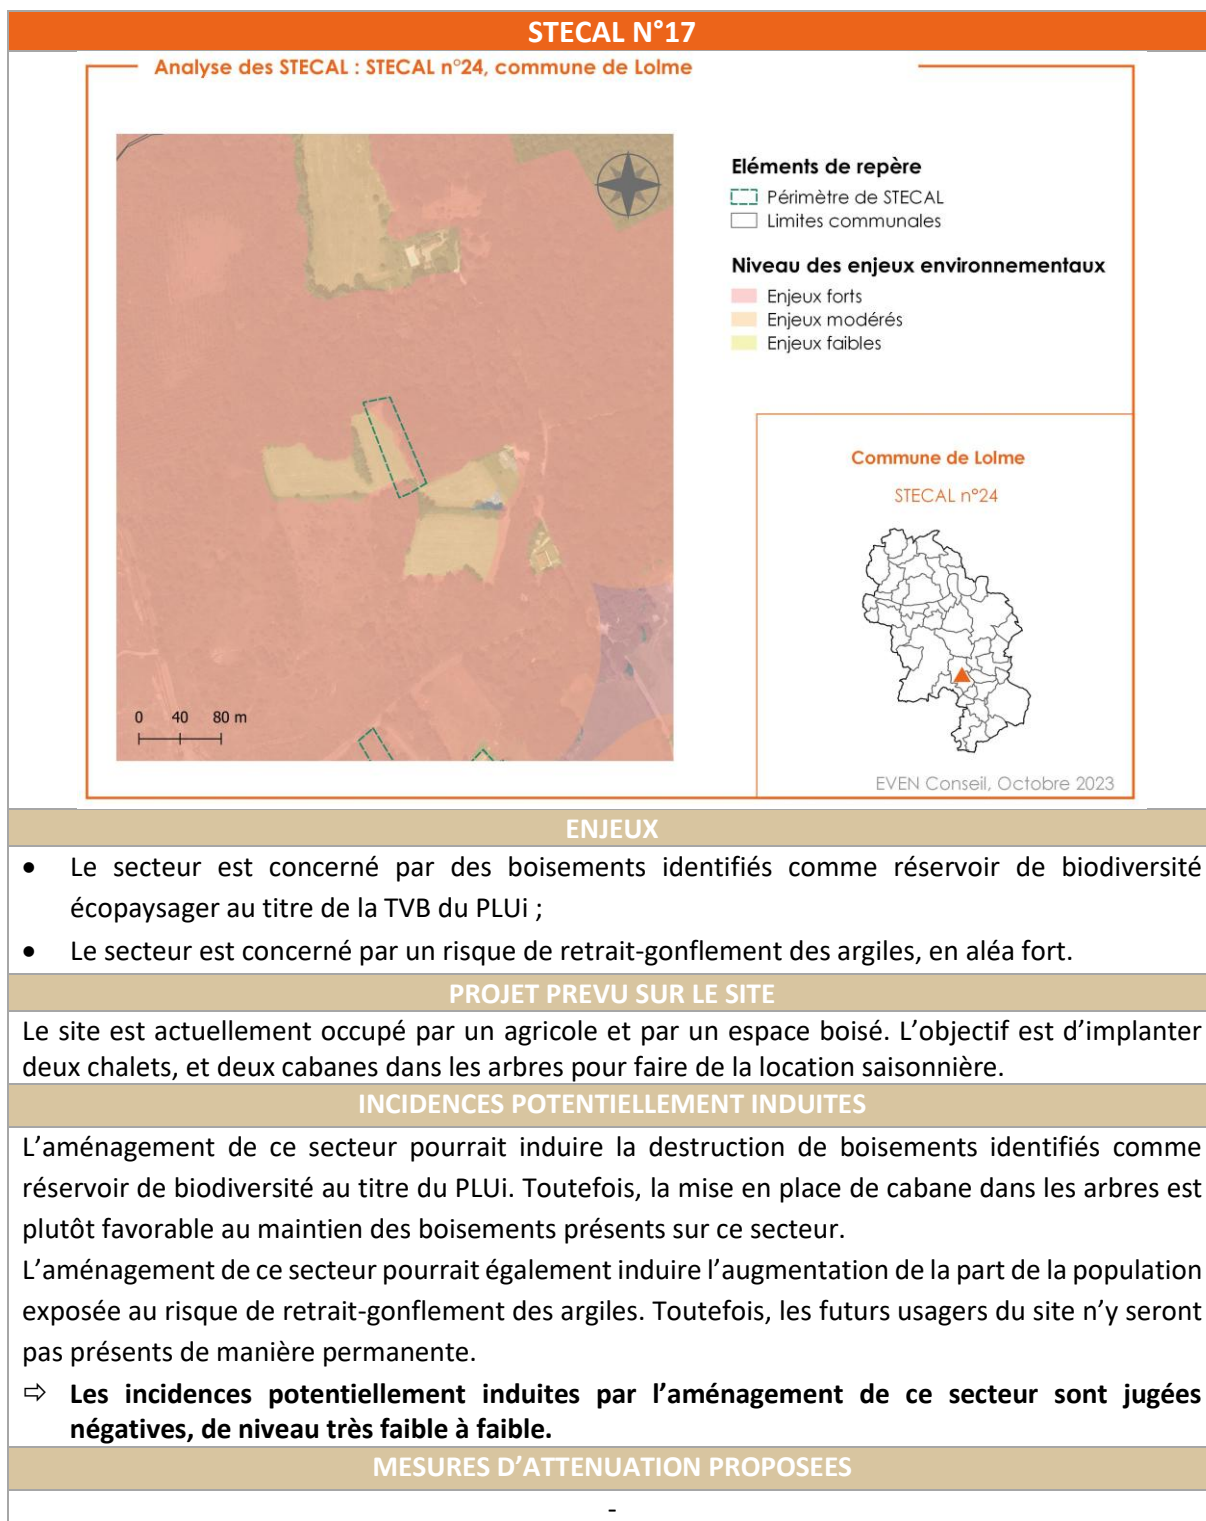 STECAL N°17
Analyse des STECAL : STECAL n°24, commune de Lolme
Eléments de repère
Périmètre de STECAL
Limites communales
Niveau des enjeux environnementaux
Enjeux forts
Enjeux modérés
Enjeux faibles
Commune de Lolme
STECAL n°24
0 40 80 m
EVEN Conseil, Octobre 2023
ENJEUX
• Le secteur est concerné par des boisements identifiés comme réservoir de biodiversité
écopaysager au titre de la TVB du PLUi ;
• Le secteur est concerné par un risque de retrait-gonflement des argiles, en aléa fort.
PROJET PREVU SUR LE SITE
Le site est actuellement occupé par un agricole et par un espace boisé. L’objectif est d’implanter
deux chalets, et deux cabanes dans les arbres pour faire de la location saisonnière.
INCIDENCES POTENTIELLEMENT INDUITES
L’aménagement de ce secteur pourrait induire la destruction de boisements identifiés comme
réservoir de biodiversité au titre du PLUi. Toutefois, la mise en place de cabane dans les arbres est
plutôt favorable au maintien des boisements présents sur ce secteur.
L’aménagement de ce secteur pourrait également induire l’augmentation de la part de la population
exposée au risque de retrait-gonflement des argiles. Toutefois, les futurs usagers du site n’y seront
pas présents de manière permanente.
⇨ Les incidences potentiellement induites par l’aménagement de ce secteur sont jugées
négatives, de niveau très faible à faible.
MESURES D’ATTENUATION PROPOSEES
-